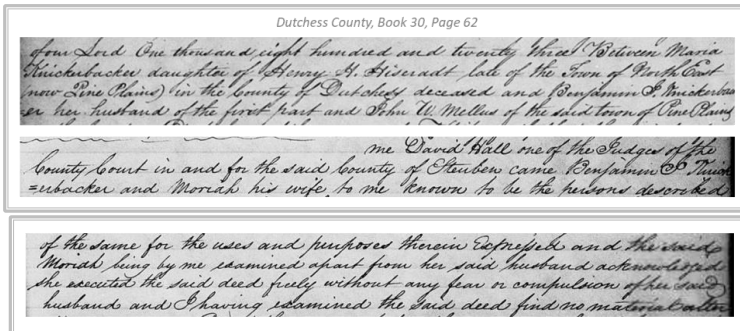 Dutchess County, Book 30, Page 62
of our Lord One thousand eight hundred and twenty three Between Maria
Knickerbacker daughter of Henry H. Hiseradt late of the Town of North East
(now Pine Plains) in the County of Dutchess deceased and Benjamin P. Knickerbac
er her husband of the first part and John W. Mellus of the said town of Pine Plains
me David Hall one of the Judges of the
County Court in and for the said County of Steuben came Benjamin P Knick
=erbacker and Moriah his wife to me known to be the persons described
of the same for the uses and purposes therein Expressed and the said
Moriah being by me examined apart from her said husband acknowledged
she executed the said deed freely without any fear or compulsion of her said
husband and I having examined the said deed find no material alter